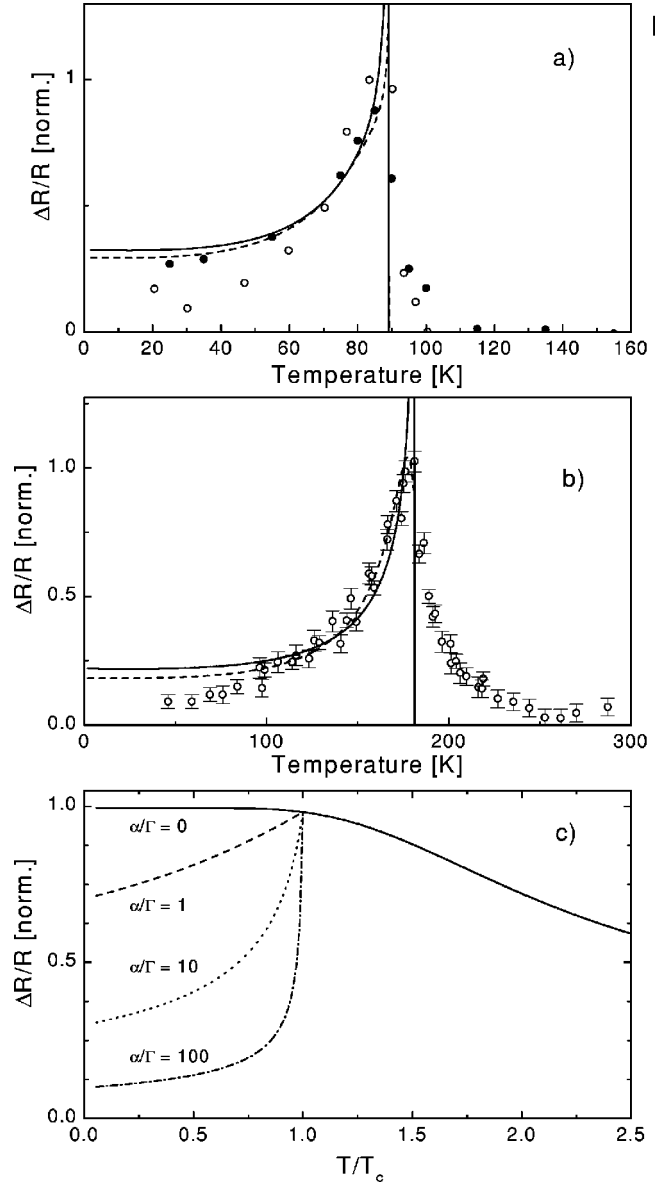 a)
ΔR/R [norm.]
1
0
0 20 40 60 80 100 120 140 160
Temperature [K]
b)
ΔR/R [norm.]
1.0
0.5
0.0
0 100 200 300
Temperature [K]
c)
ΔR/R [norm.]
1.0
0.5
0.0
α/Γ = 0
α/Γ = 1
α/Γ = 10
α/Γ = 100
0.0 0.5 1.0 1.5 2.0 2.5
T/Tc